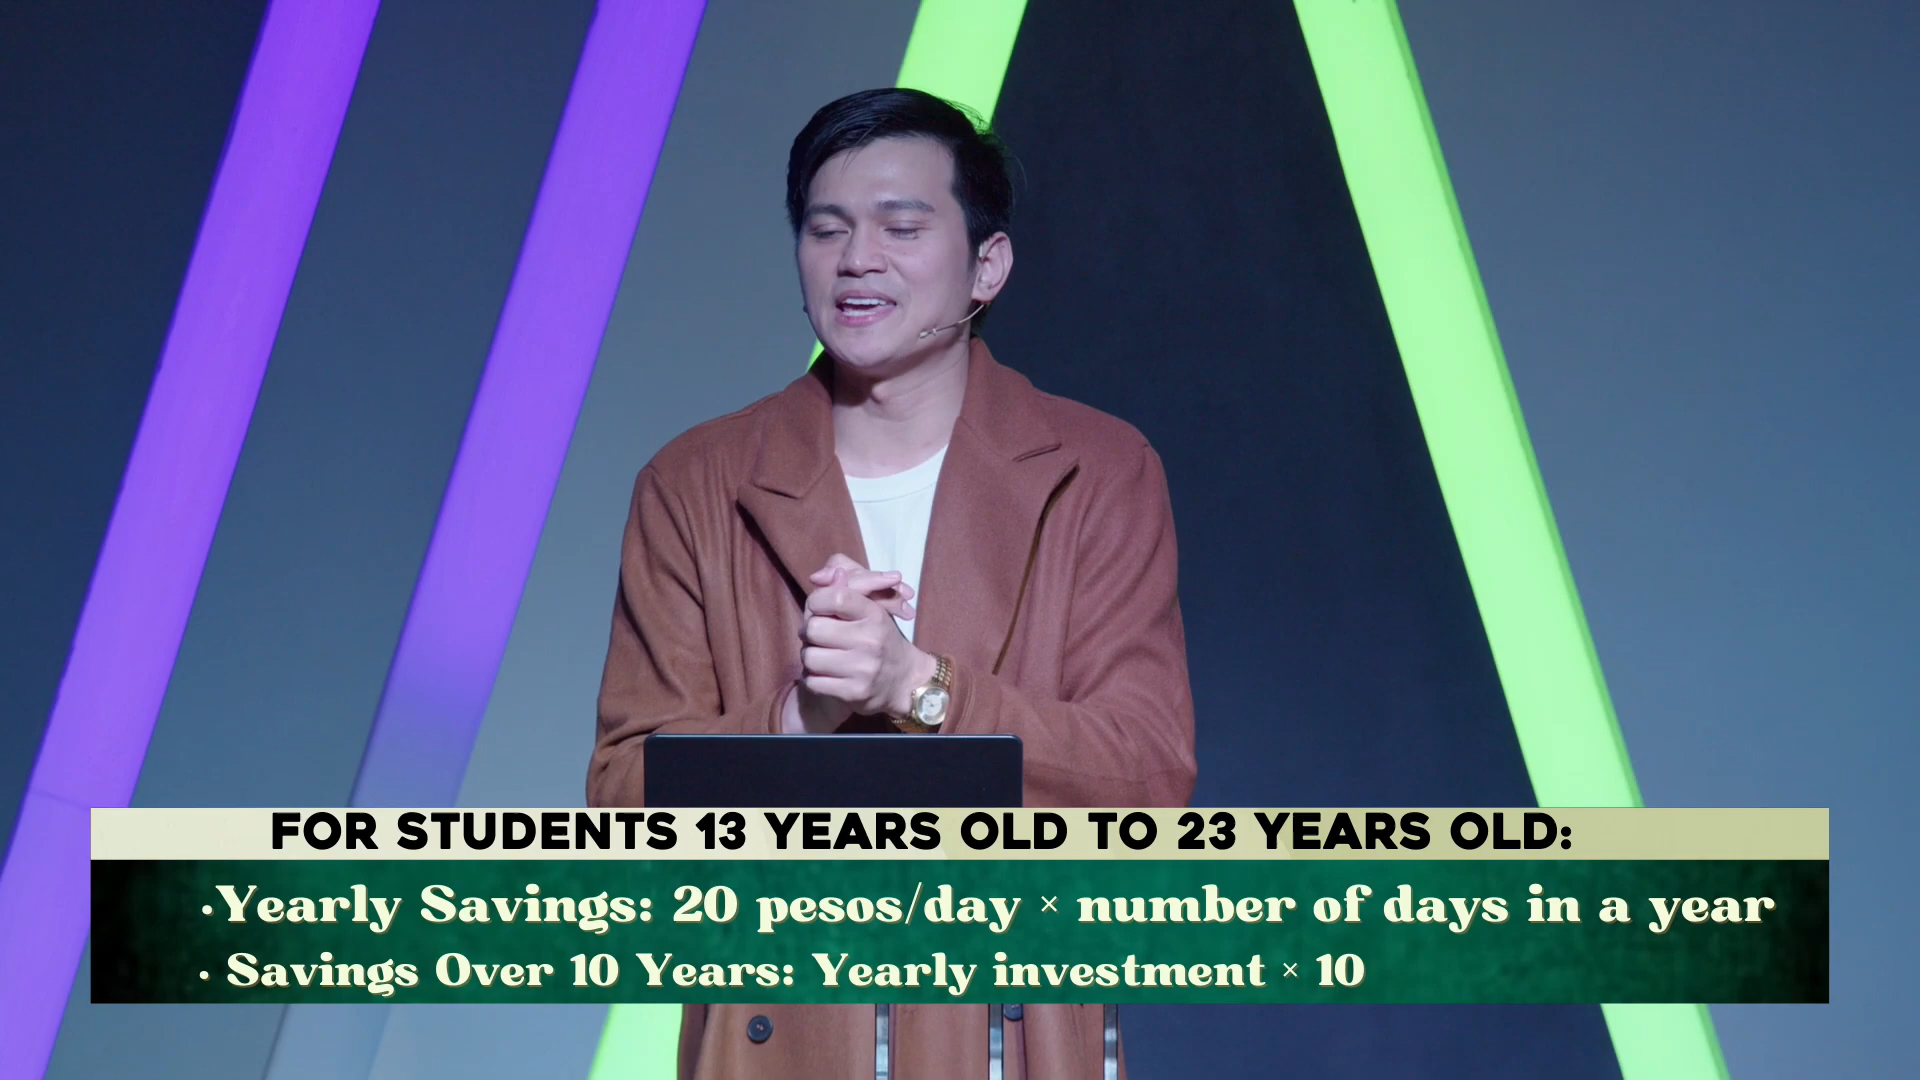 FOR STUDENTS 13 YEARS OLD TO 23 YEARS OLD:
·Yearly Savings: 20 pesos/day × number of days in a year
· Savings Over 10 Years: Yearly investment × 10